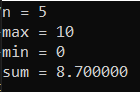 n = 5
max = 10
min = 0
sum = 8.700000